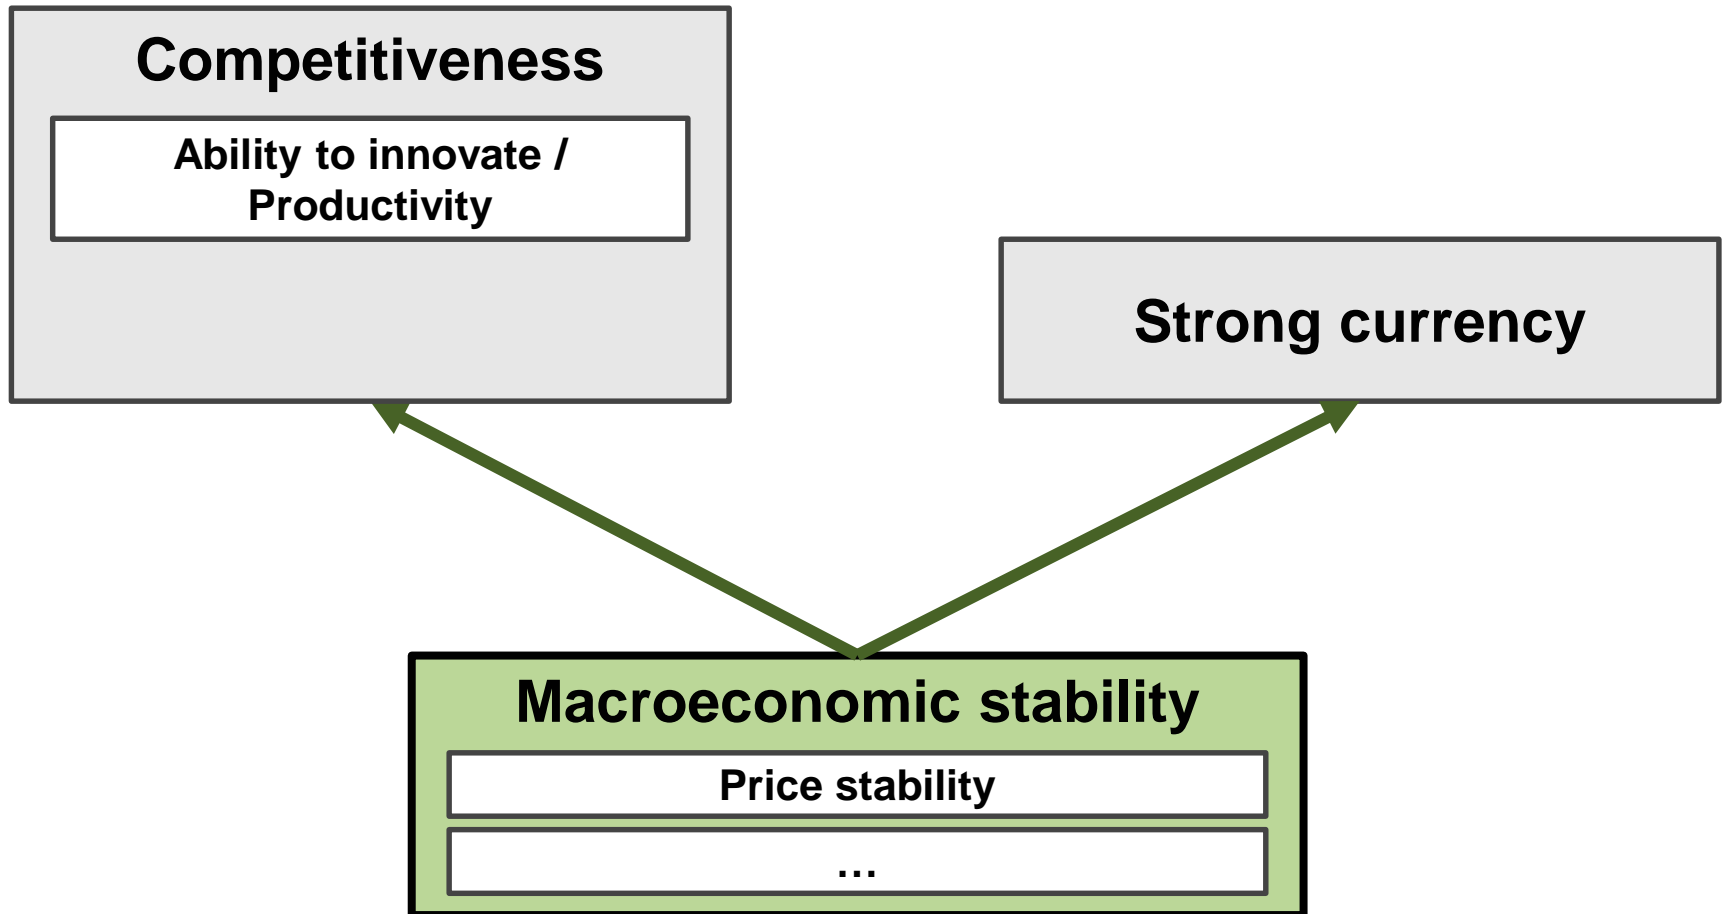 Competitiveness
Ability to innovate /
Productivity
Strong currency
Macroeconomic stability
Price stability
…